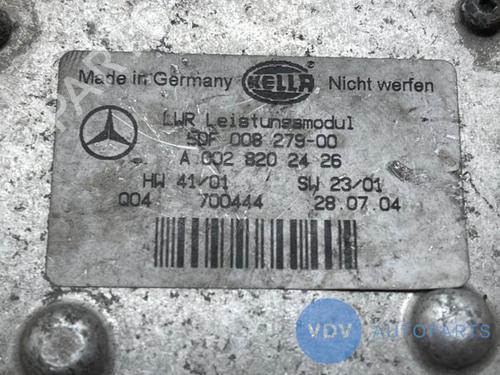 Made in Germany HELLA Nicht werfen
LWR Leistungsmodul
5DF 008 279-00
A 002 820 24 26
HW 41/01 SW 23/01
Q04 700444 28.07.04
VDV AUTOPARTS